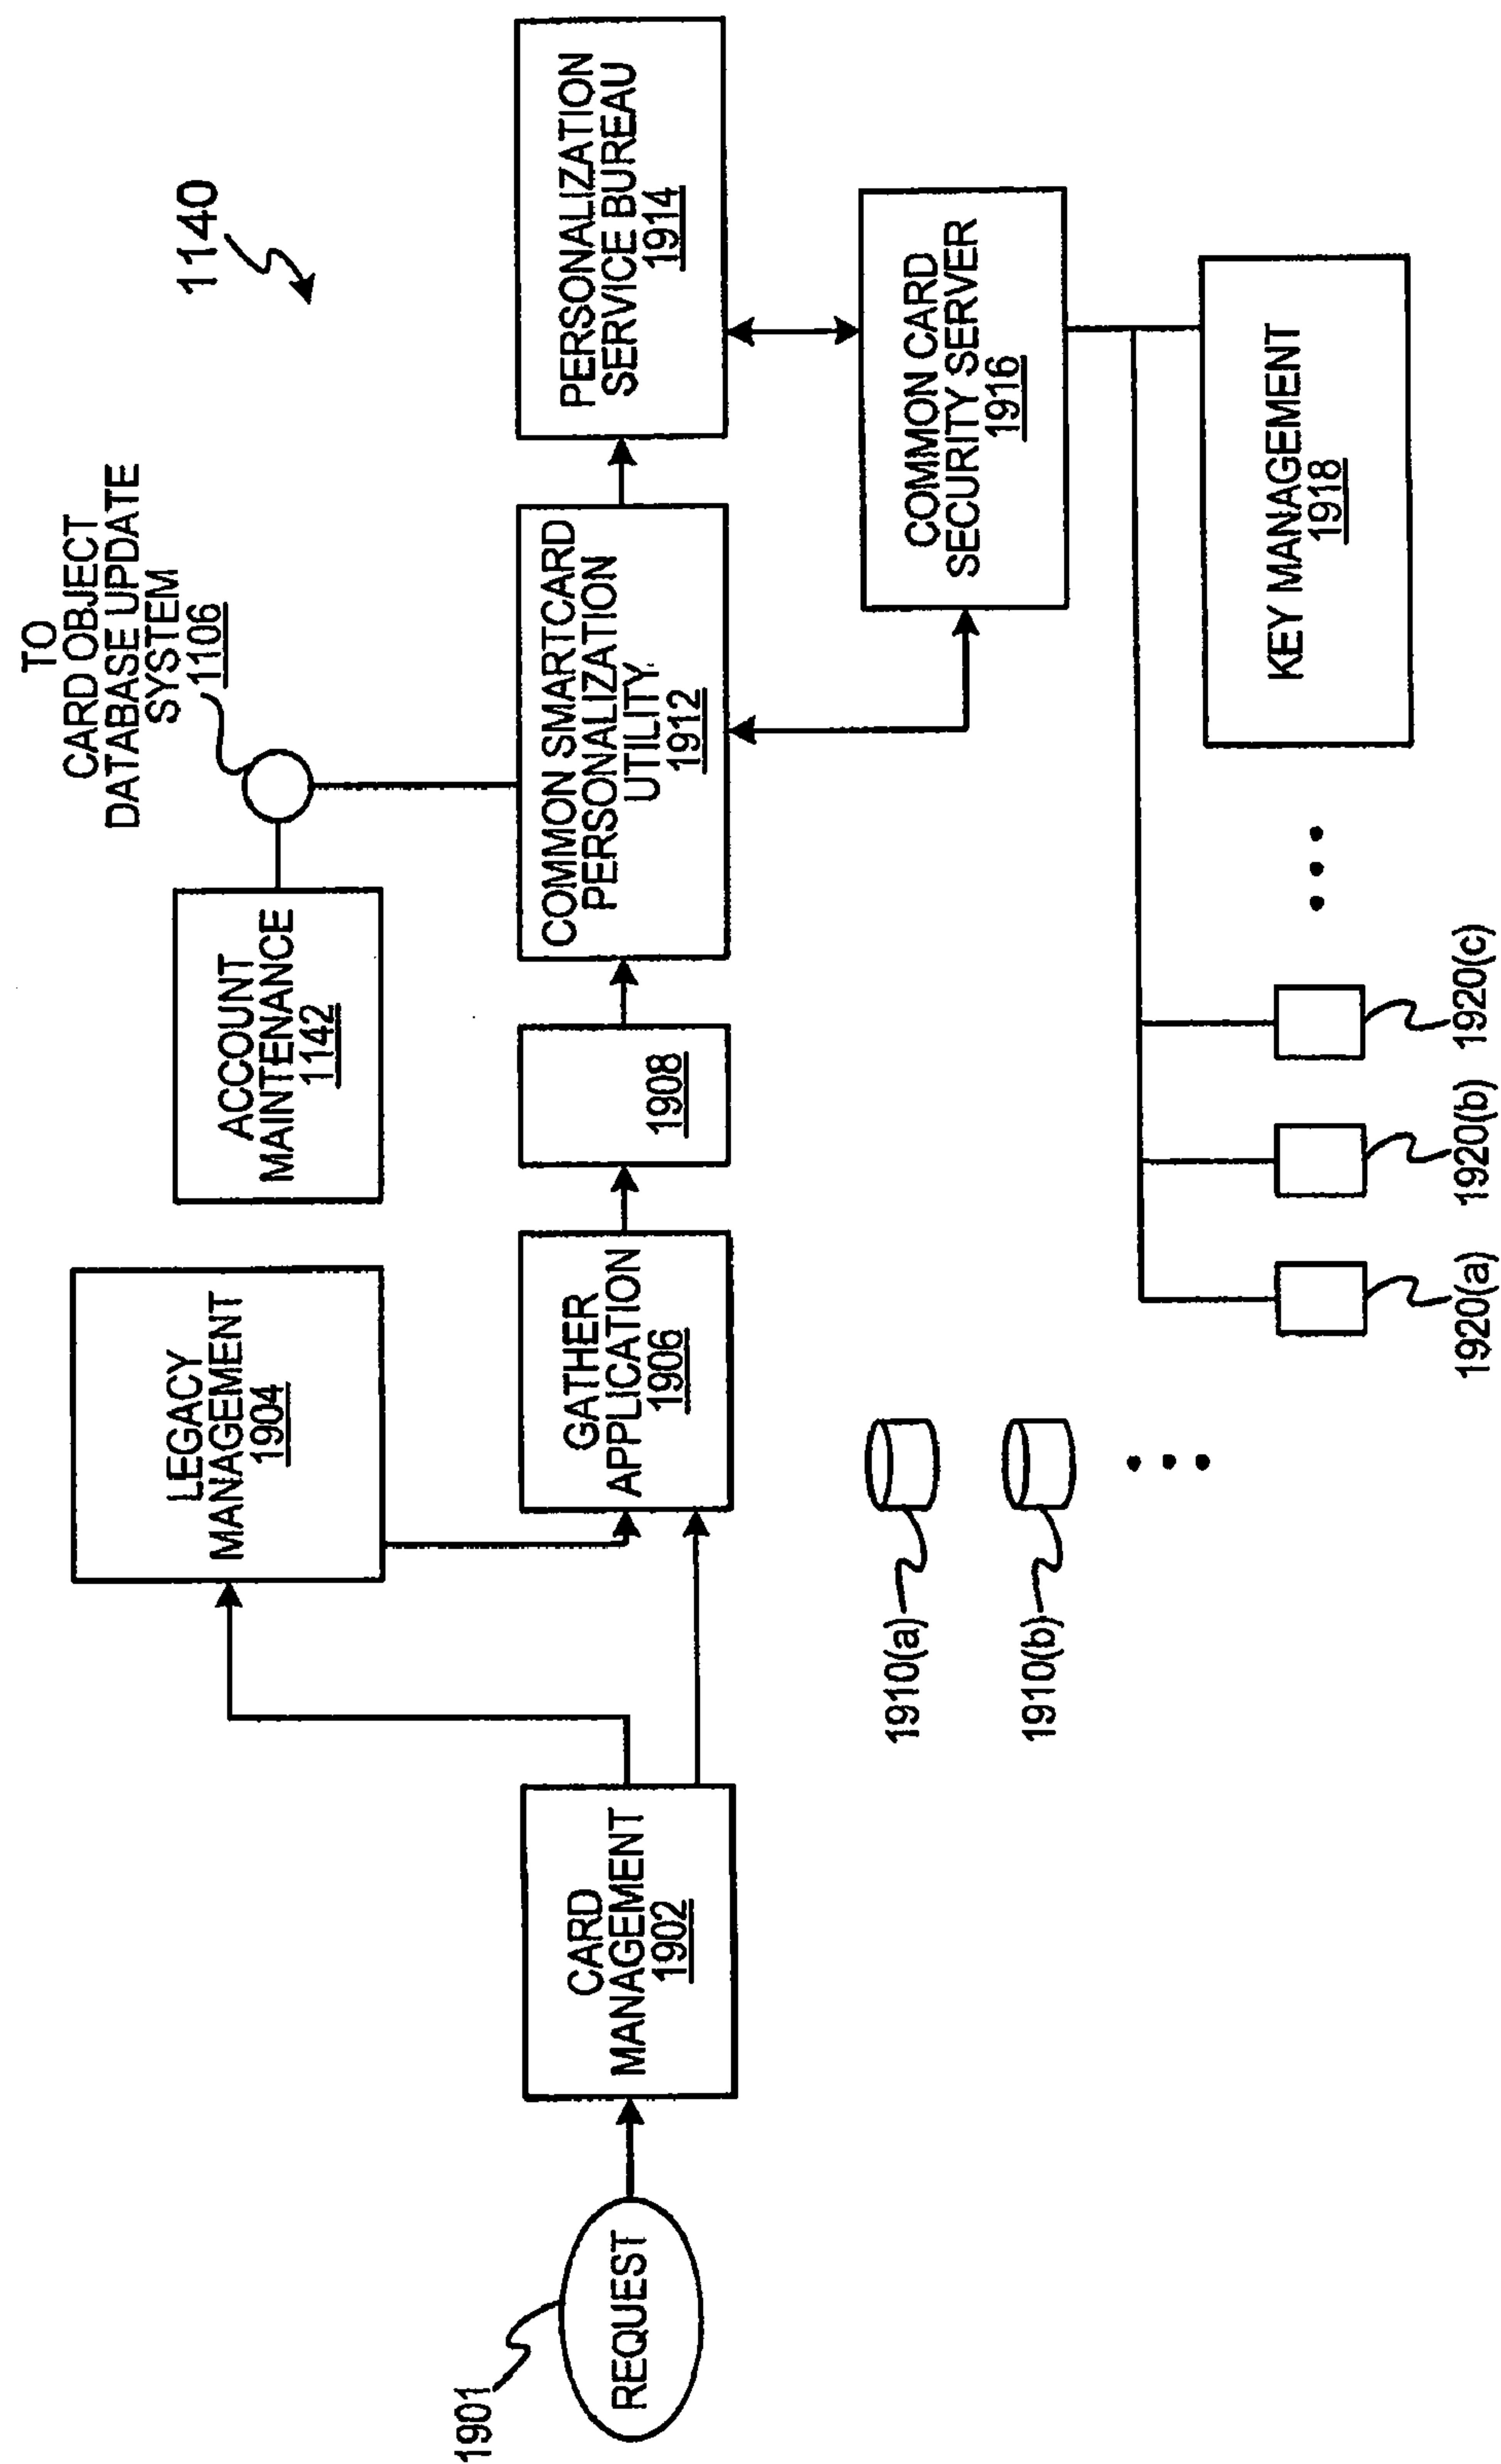 1140
TO
CARD OBJECT
DATABASE UPDATE
SYSTEM
1106
LEGACY
MANAGEMENT
1904
ACCOUNT
MAINTENANCE
1142
1901
REQUEST
CARD
MANAGEMENT
1902
GATHER
APPLICATION
1906
1908
COMMON SMARTCARD
PERSONALIZATION
UTILITY
1912
PERSONALIZATION
SERVICE BUREAU
1914
1910(a)
1910(b)
COMMON CARD
SECURITY SERVER
1916
KEY MANAGEMENT
1918
1920(a)
1920(b)
1920(c)